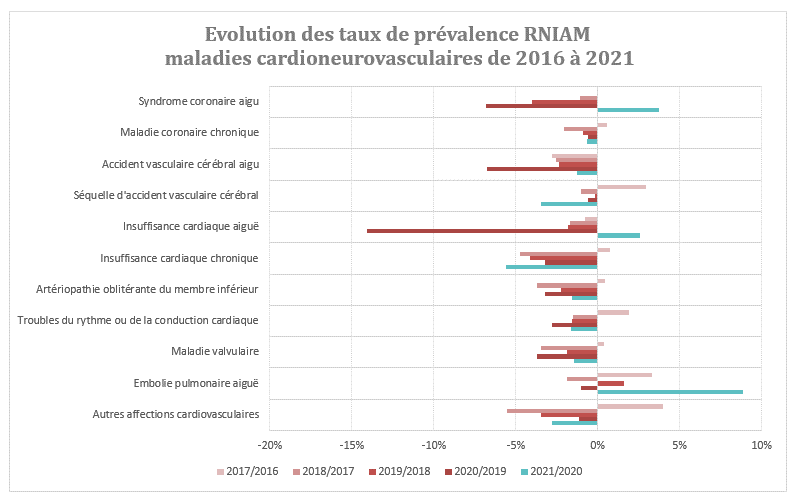 Evolution des taux de prévalence RNIAM
maladies cardioneurovasculaires de 2016 à 2021
Syndrome coronaire aigu
Maladie coronaire chronique
Accident vasculaire cérébral aigu
Séquelle d'accident vasculaire cérébral
Insuffisance cardiaque aiguë
Insuffisance cardiaque chronique
Artériopathie oblitérante du membre inférieur
Troubles du rythme ou de la conduction cardiaque
Maladie valvulaire
Embolie pulmonaire aiguë
Autres affections cardiovasculaires
-20% -15% -10% -5% 0% 5% 10%
2017/2016 2018/2017 2019/2018 2020/2019 2021/2020